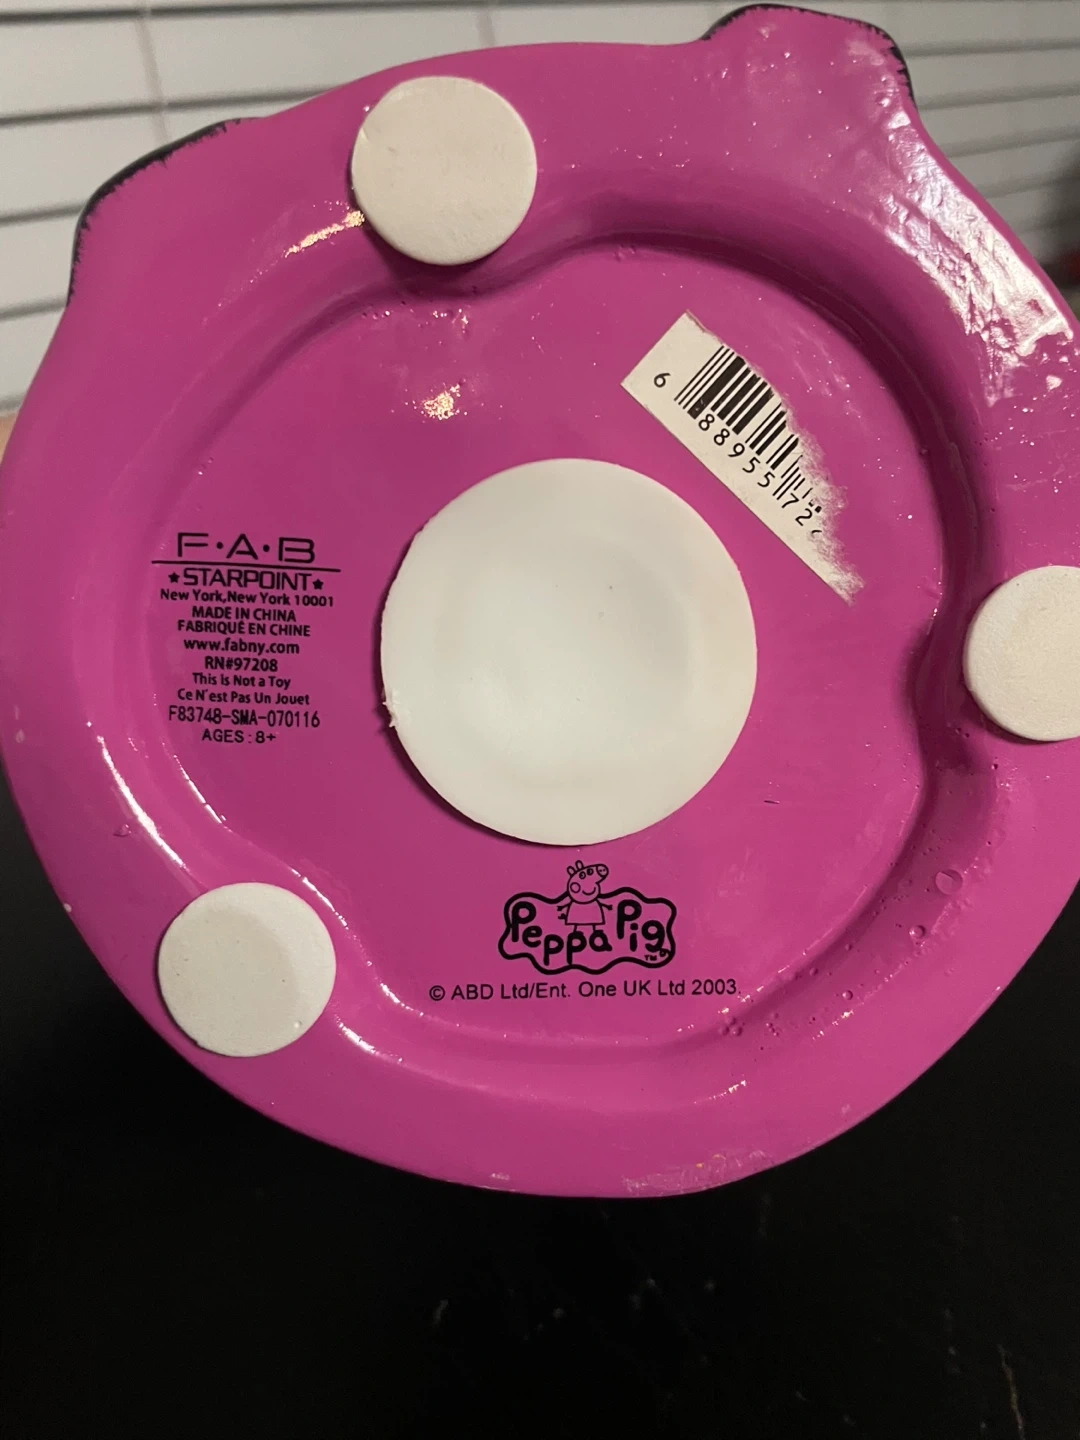 6 88955 72
F·A·B
★STARPOINT★
New York,New York 10001
MADE IN CHINA
FABRIQUÉ EN CHINE
www.fabny.com
RN#97208
This is Not a Toy
Ce N'est Pas Un Jouet
F83748-SMA-070116
AGES : 8+
Peppa Pig
TM
© ABD Ltd/Ent. One UK Ltd 2003.